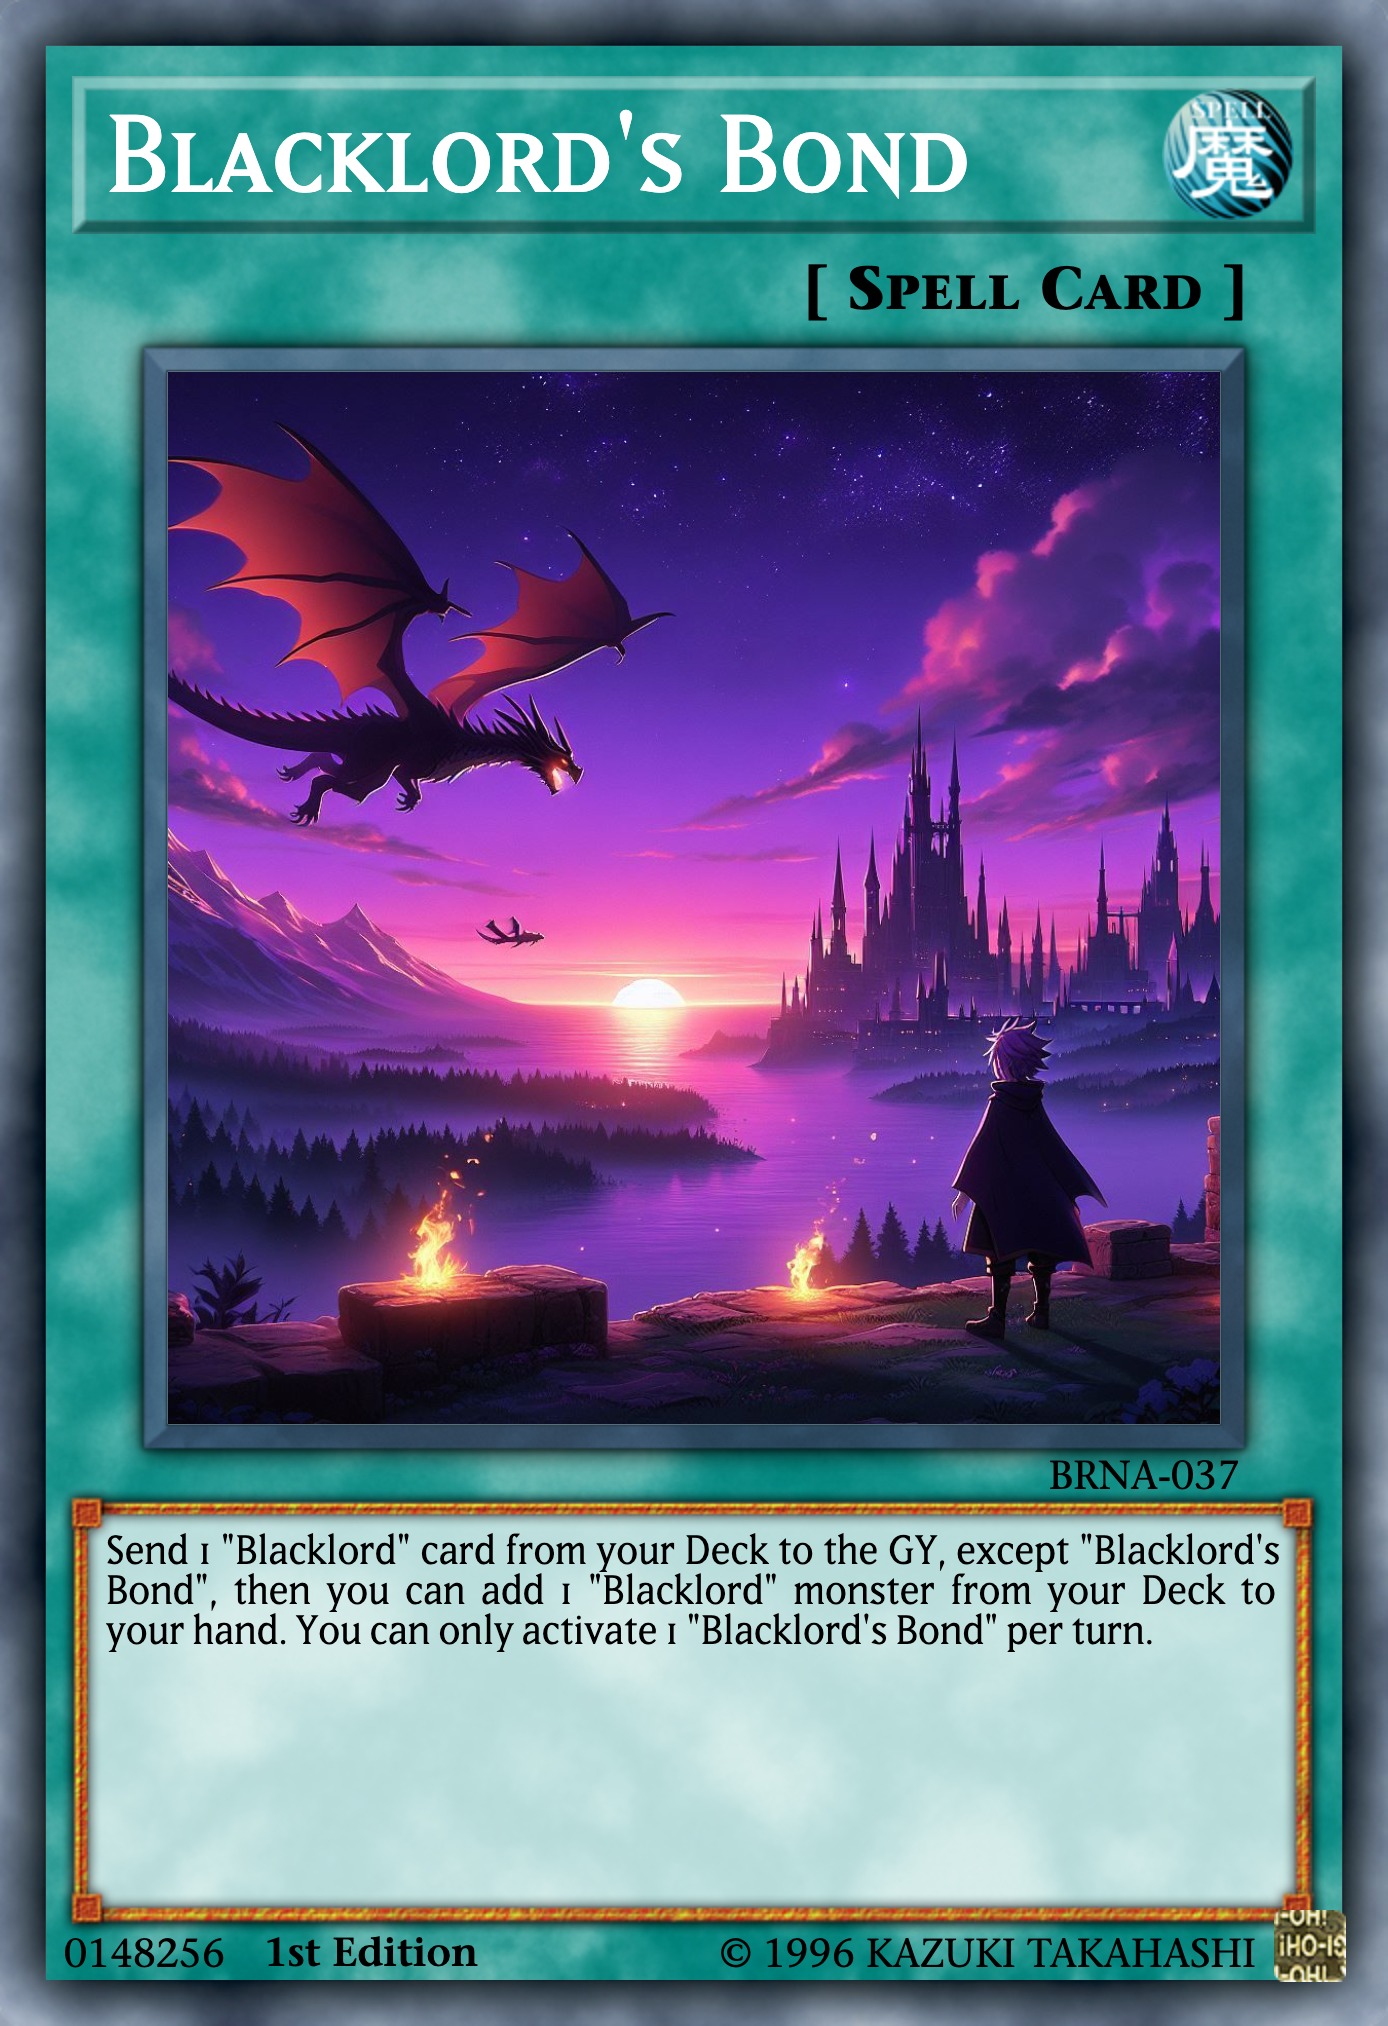 Blacklord's Bond
SPELL
魔
[ Spell Card ]
BRNA-037
Send 1 "Blacklord" card from your Deck to the GY, except "Blacklord's
Bond", then you can add 1 "Blacklord" monster from your Deck to
your hand. You can only activate 1 "Blacklord's Bond" per turn.
0148256 1st Edition © 1996 KAZUKI TAKAHASHI
-OH!